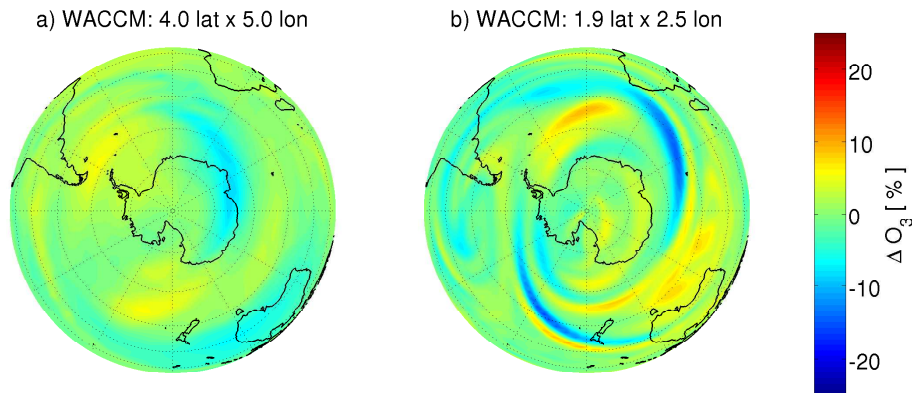 a) WACCM: 4.0 lat x 5.0 lon
b) WACCM: 1.9 lat x 2.5 lon
20
10
0
-10
-20
Δ O₃ [ % ]